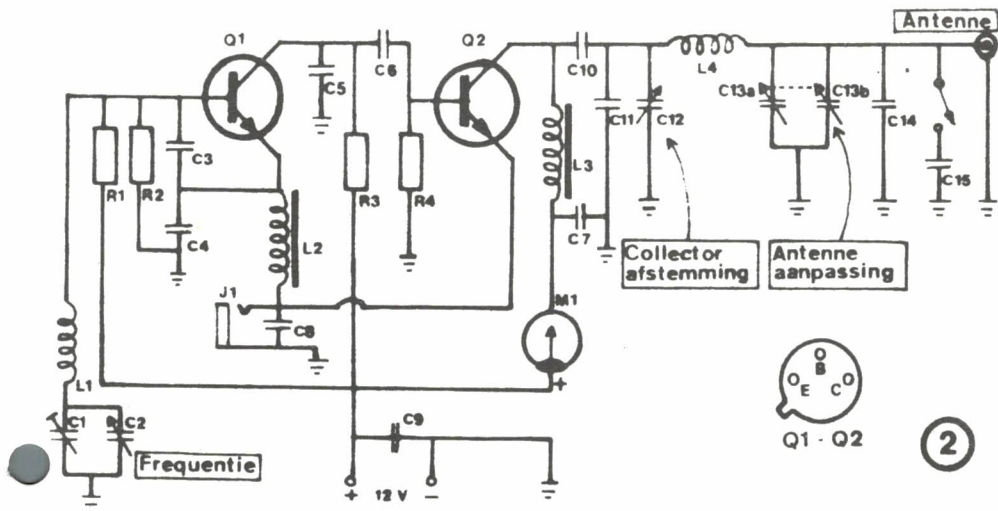 Antenne
Q1
Q2
C6
C5
C10
L4
C13a
C13b
C11
C12
C14
C3
L3
C15
R1
R2
R3
R4
C4
L2
C7
Collector
afstemming
Antenne
aanpassing
J1
C8
M1
L1
+
B
E
C
C1
C2
C9
Q1 - Q2
2
Frequentie
+
12 V
-